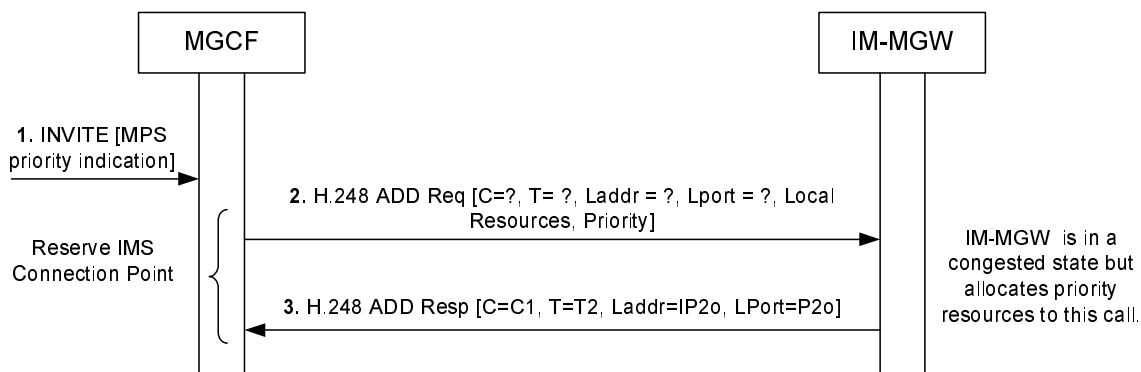 MGCF
IM-MGW
1. INVITE [MPS
priority indication]
2. H.248 ADD Req [C=?, T= ?, Laddr = ?, Lport = ?, Local
Resources, Priority]
Reserve IMS
Connection Point
IM-MGW is in a
congested state but
allocates priority
resources to this call.
3. H.248 ADD Resp [C=C1, T=T2, Laddr=IP2o, LPort=P2o]